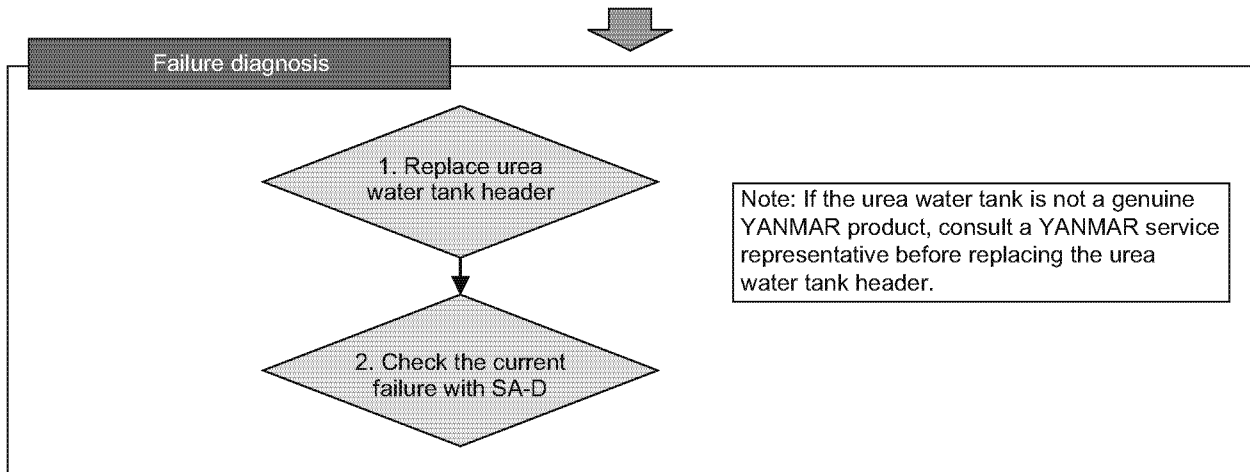 Failure diagnosis
1. Replace urea
water tank header
Note: If the urea water tank is not a genuine
YANMAR product, consult a YANMAR service
representative before replacing the urea
water tank header.
2. Check the current
failure with SA-D